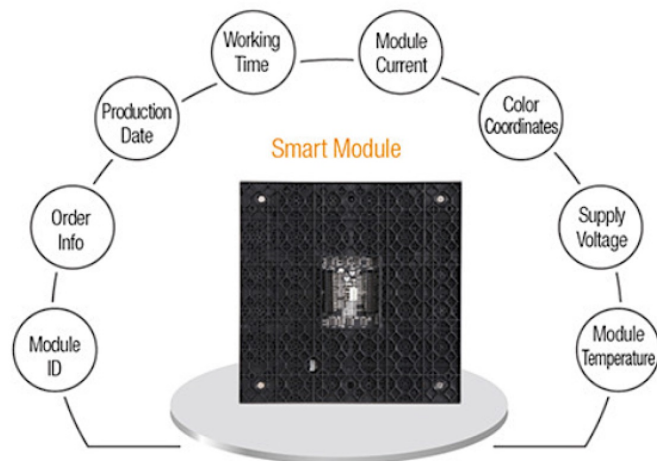 Working
Time
Module
Current
Production
Date
Color
Coordinates
Smart Module
Order
Info
Supply
Voltage
Module
ID
Module
Temperature